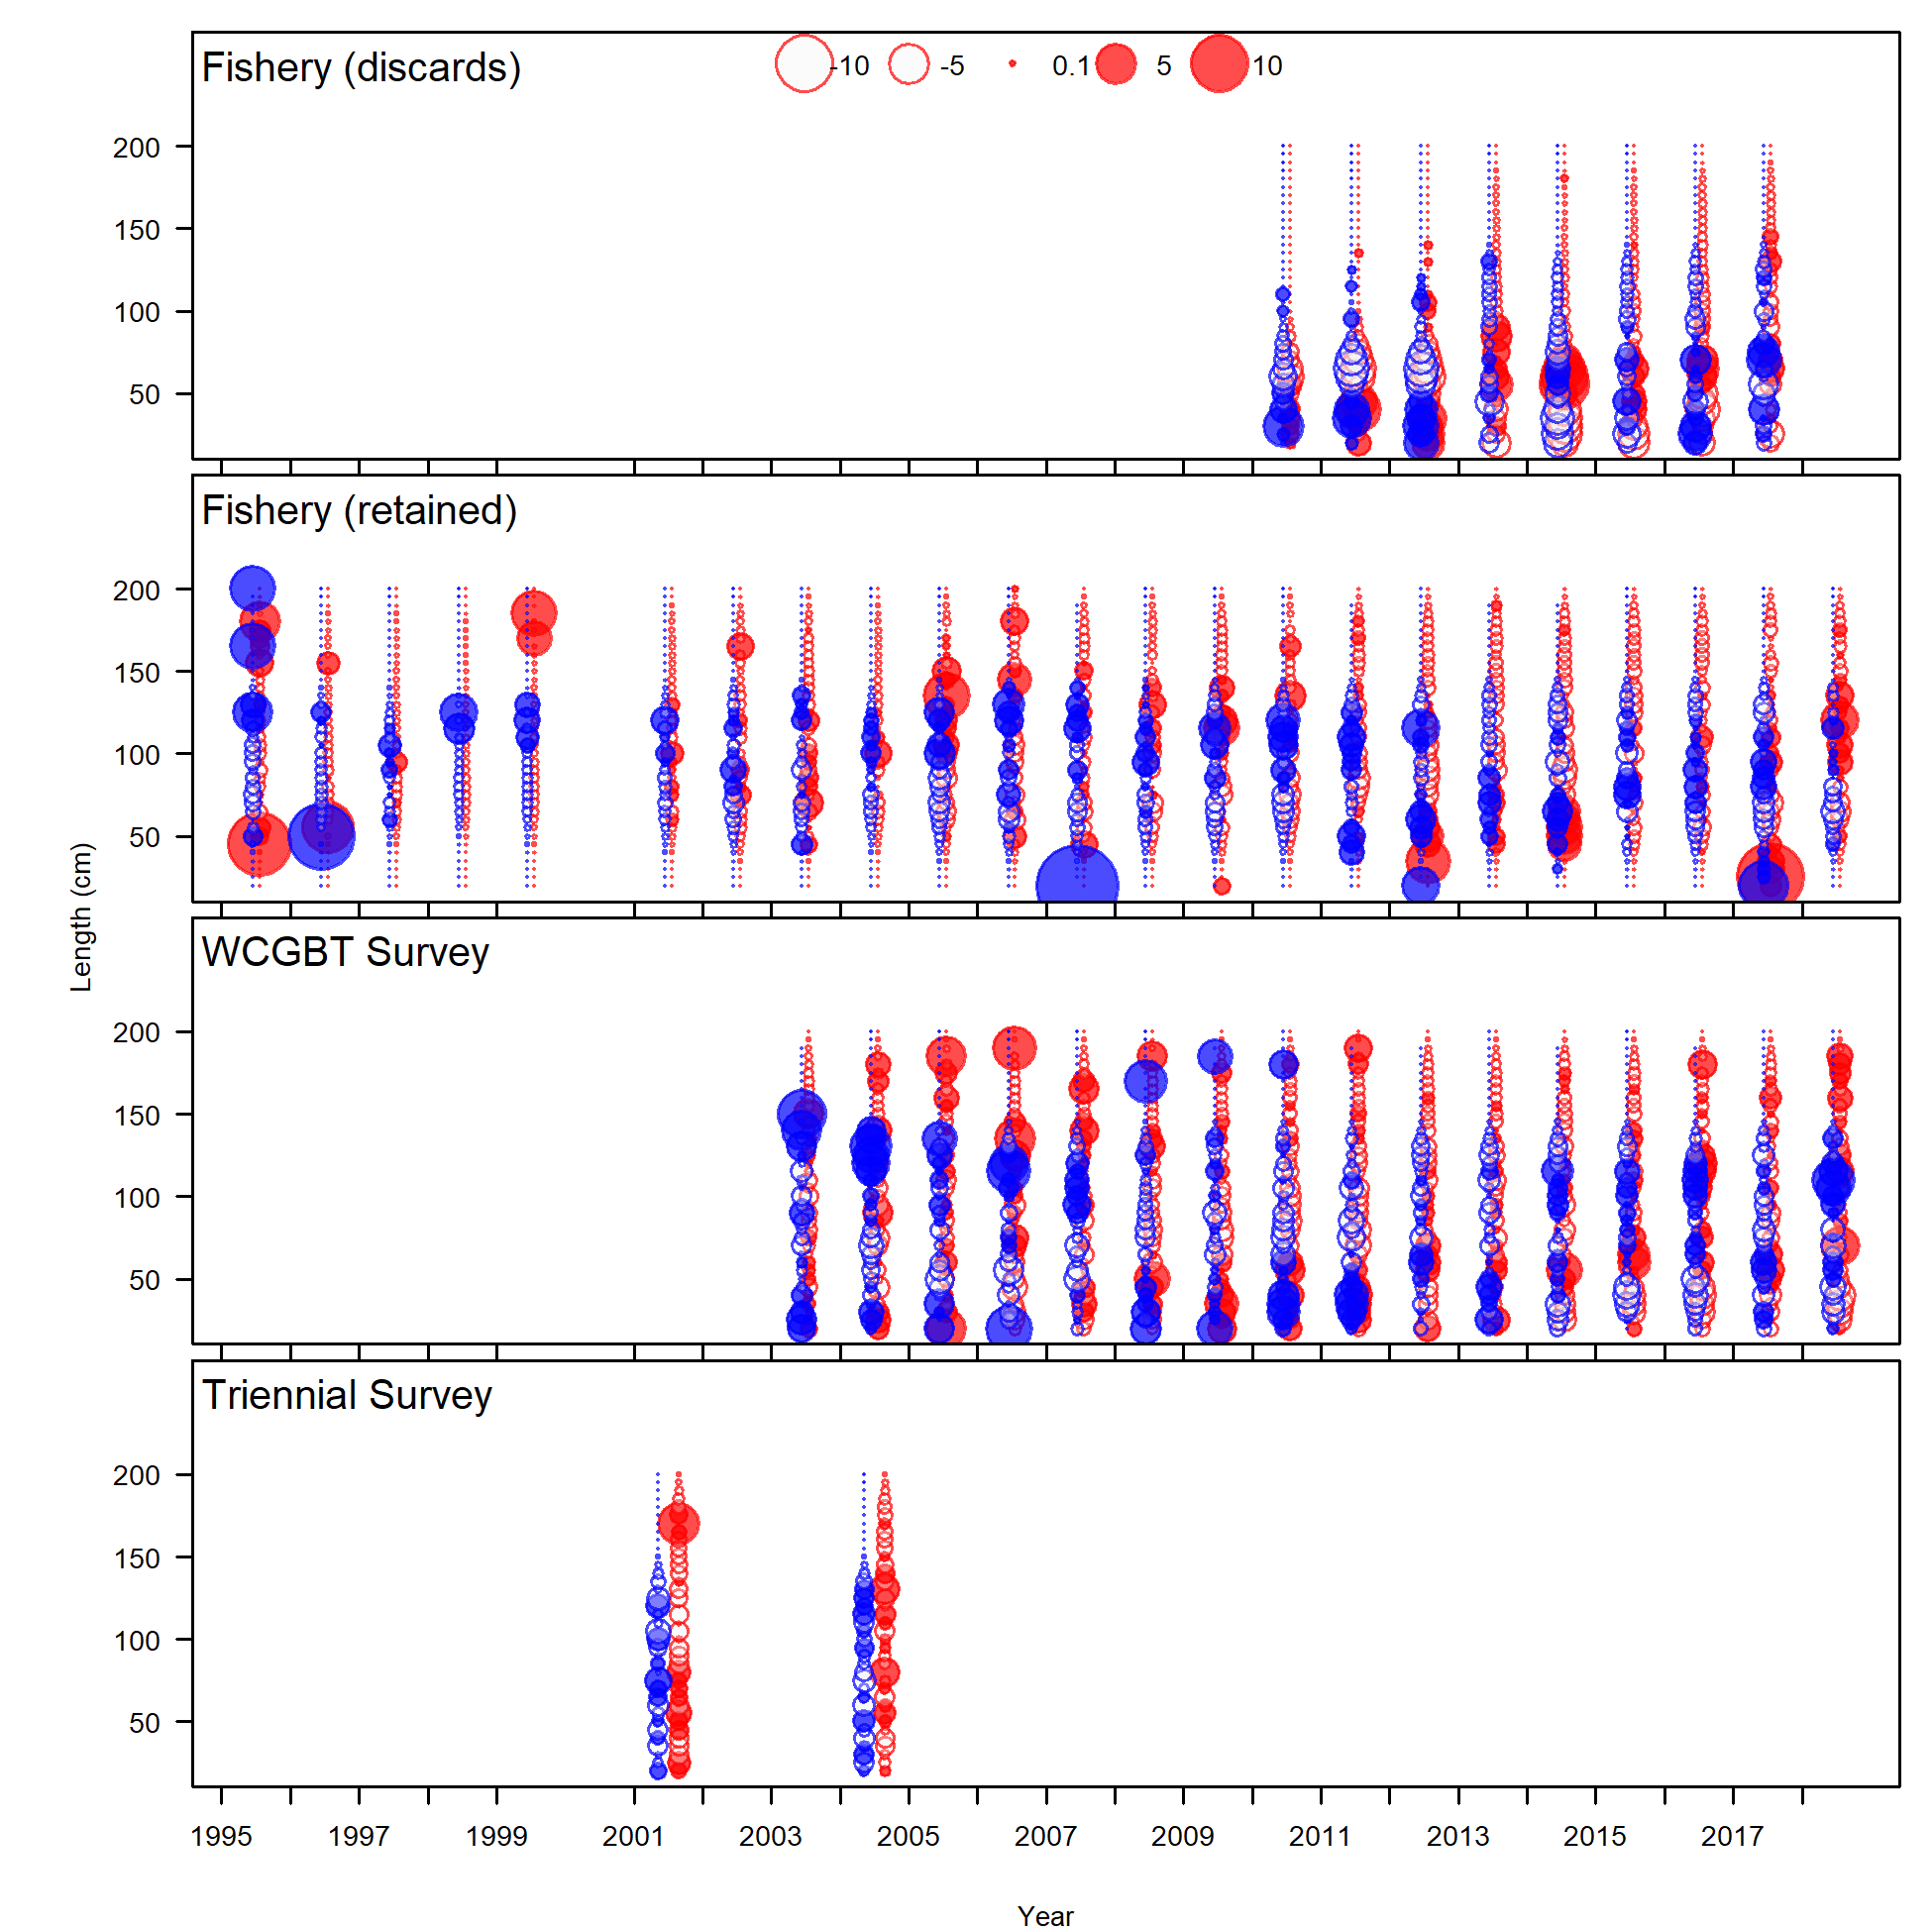 Fishery (discards)
-10 -5 0.1 5 10
200
150
100
50
Fishery (retained)
200
150
100
50
Length (cm)
WCGBT Survey
200
150
100
50
Triennial Survey
200
150
100
50
1995 1997 1999 2001 2003 2005 2007 2009 2011 2013 2015 2017
Year